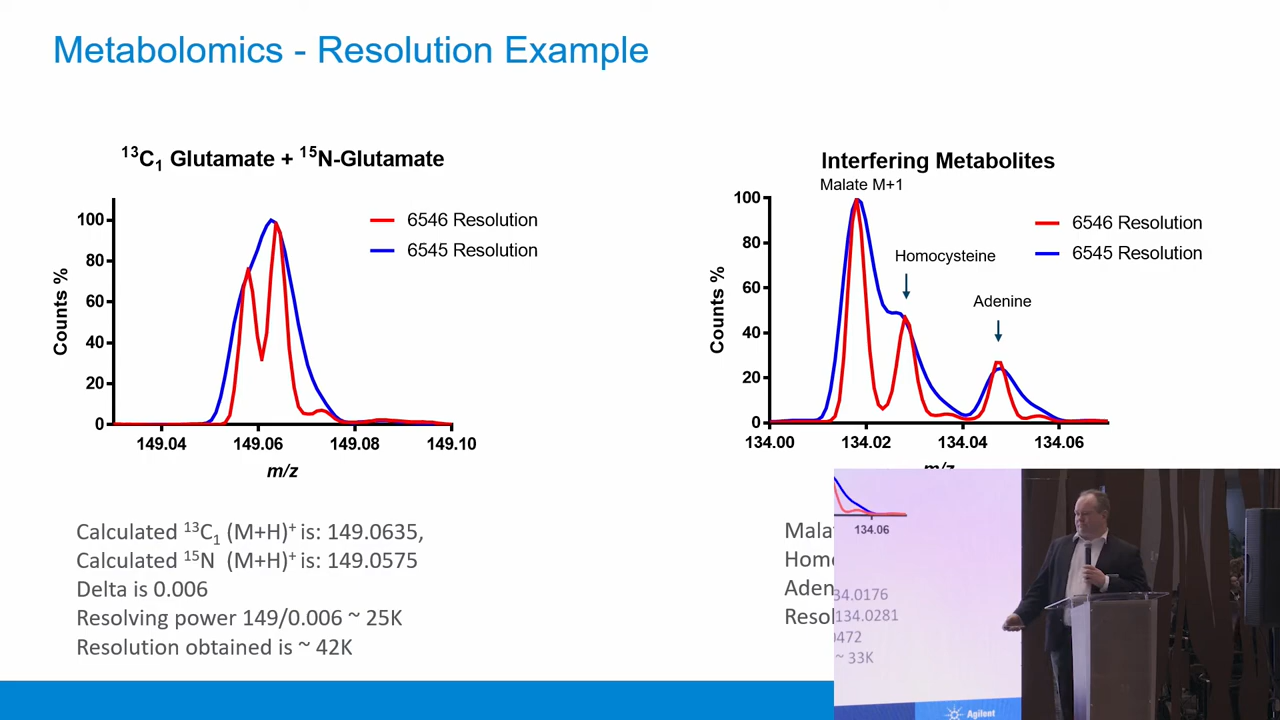 Metabolomics - Resolution Example
¹³C₁ Glutamate + ¹⁵N-Glutamate
100
80
60
40
20
0
Counts %
149.04 149.06 149.08 149.10
m/z
6546 Resolution
6545 Resolution
Calculated ¹³C₁ (M+H)⁺ is: 149.0635,
Calculated ¹⁵N (M+H)⁺ is: 149.0575
Delta is 0.006
Resolving power 149/0.006 ~ 25K
Resolution obtained is ~ 42K
Interfering Metabolites
Malate M+1
Homocysteine
Adenine
6546 Resolution
6545 Resolution
100
80
60
40
20
0
Counts %
134.00 134.02 134.04 134.06
m/z
Mala
Hom
Aden
Resol
134.06
34.0176
134.0281
0472
~ 33K
Agilent